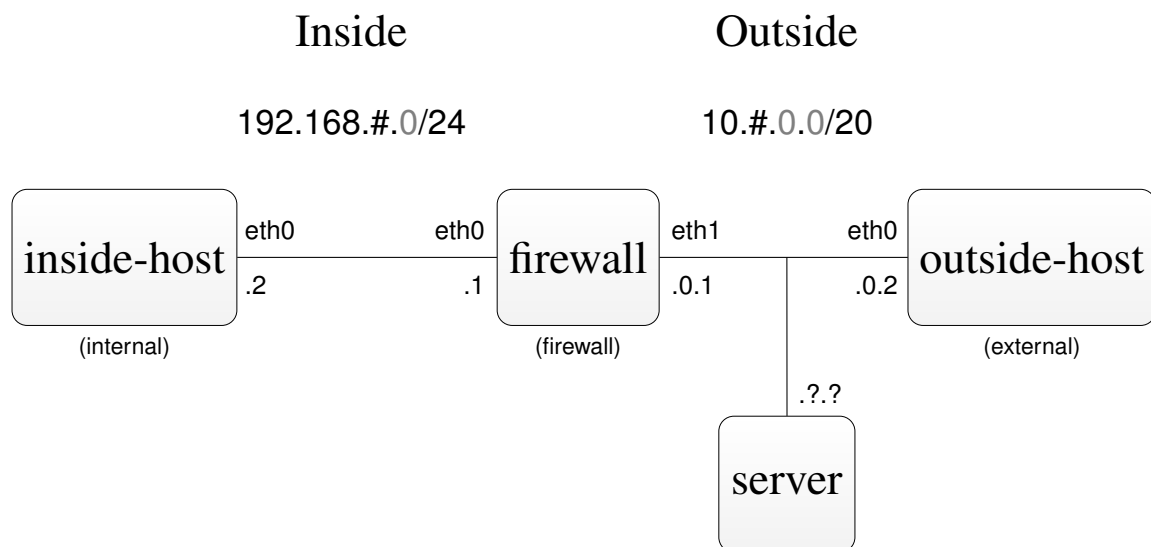 Inside Outside
192.168.#.0/24 10.#.0.0/20
eth0 eth0 eth1 eth0
inside-host firewall outside-host
.2 .1 .0.1 .0.2
(internal) (firewall) (external)
.?.?
server